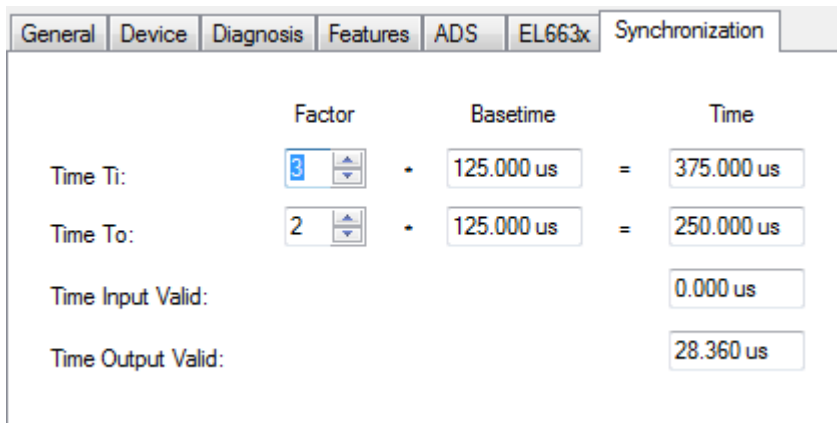 General Device Diagnosis Features ADS EL663x Synchronization
Factor Basetime Time
Time Ti: 3 * 125.000 us = 375.000 us
Time To: 2 * 125.000 us = 250.000 us
Time Input Valid: 0.000 us
Time Output Valid: 28.360 us